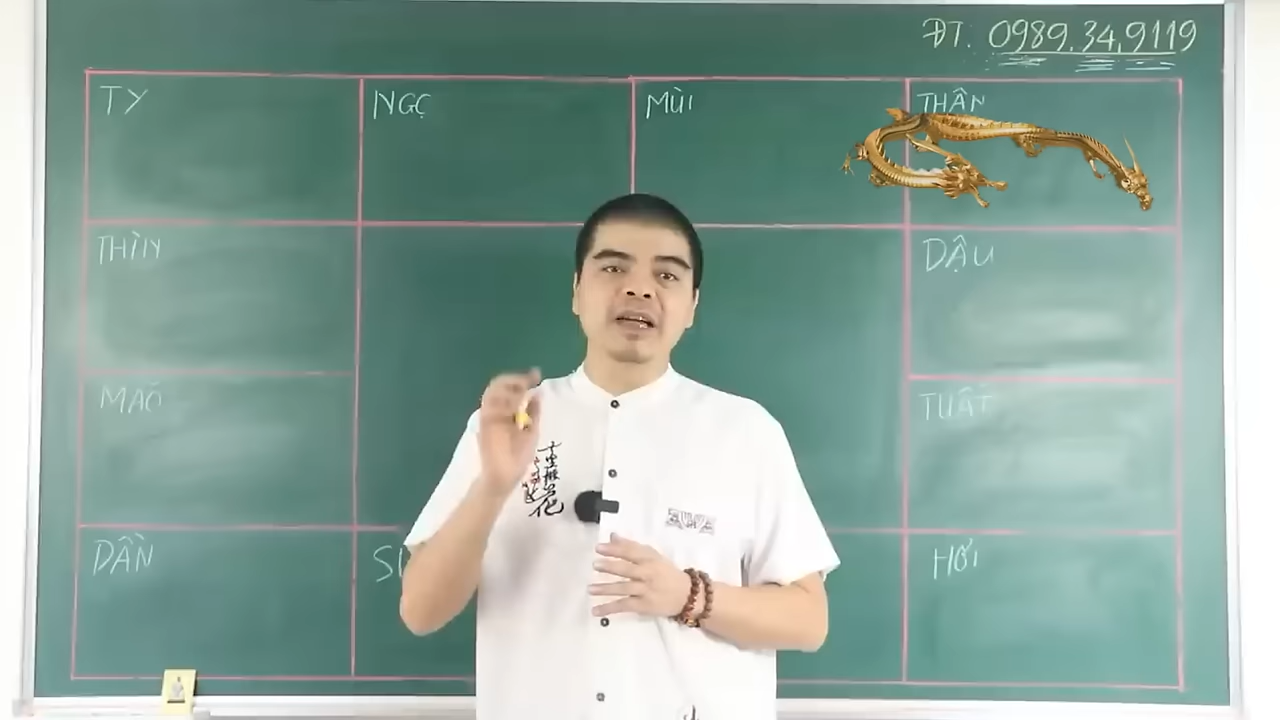 ĐT: 0989.34.9119
TỴ
NGỌ
MÙI
THÂN
THÌN
DẬU
MÃO
TUẤT
DẦN
HỢI